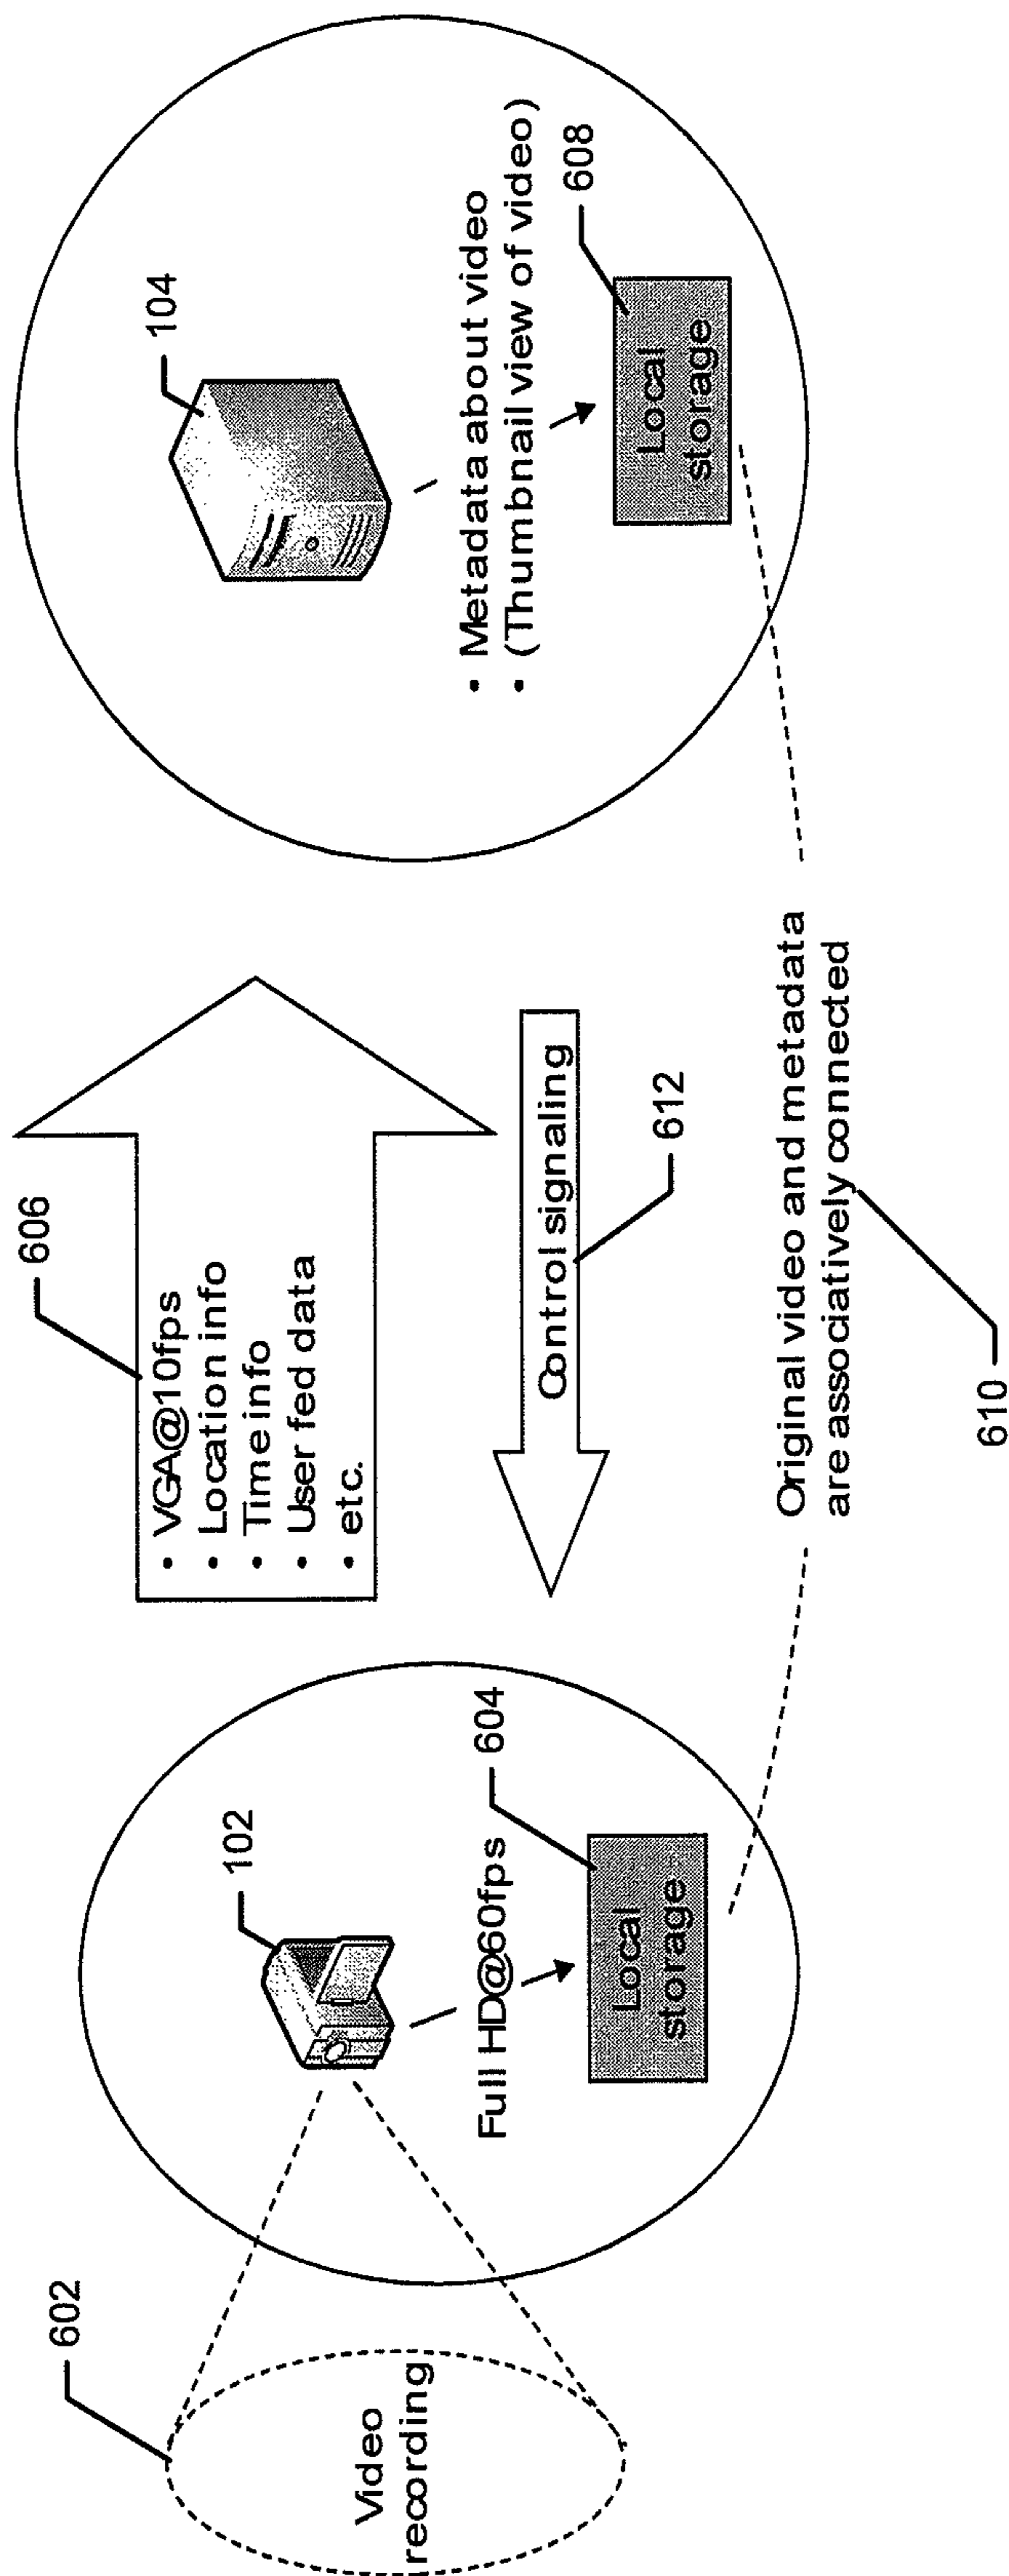 602
Video
recording
102
Full HD@60fps
604
Local
storage
606
• VGA@10fps
• Location info
• Time info
• User fed data
• etc.
Control signaling
612
Original video and metadata
are associatively connected
610
104
• Metadata about video
• (Thumbnail view of video)
608
Local
storage